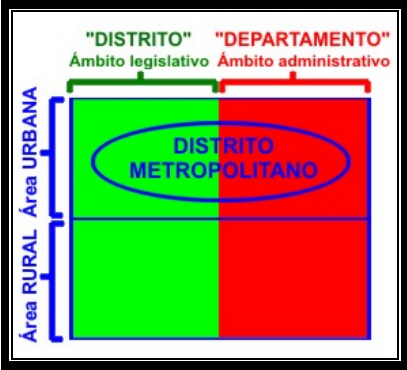 "DISTRITO" "DEPARTAMENTO"
Ámbito legislativo Ámbito administrativo
Área URBANA
DISTRITO
METROPOLITANO
Área RURAL